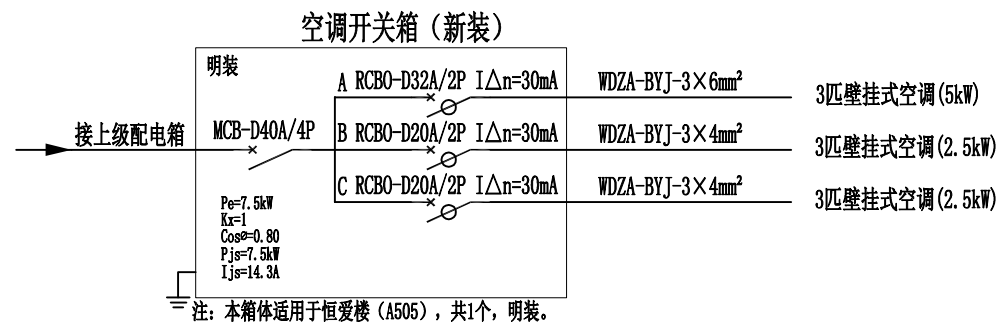 空调开关箱（新装）
明装
A RCBO-D32A/2P I△n=30mA WDZA-BYJ-3×6mm² 3匹壁挂式空调(5kW)
接上级配电箱 MCB-D40A/4P B RCBO-D20A/2P I△n=30mA WDZA-BYJ-3×4mm² 3匹壁挂式空调(2.5kW)
C RCBO-D20A/2P I△n=30mA WDZA-BYJ-3×4mm² 3匹壁挂式空调(2.5kW)
Pe=7.5kW
Kx=1
Cosø=0.80
Pjs=7.5kW
Ijs=14.3A
注：本箱体适用于恒爱楼（A505），共1个，明装。